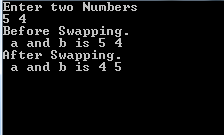 Enter two Numbers
5 4
Before Swapping.
 a and b is 5 4
After Swapping.
 a and b is 4 5